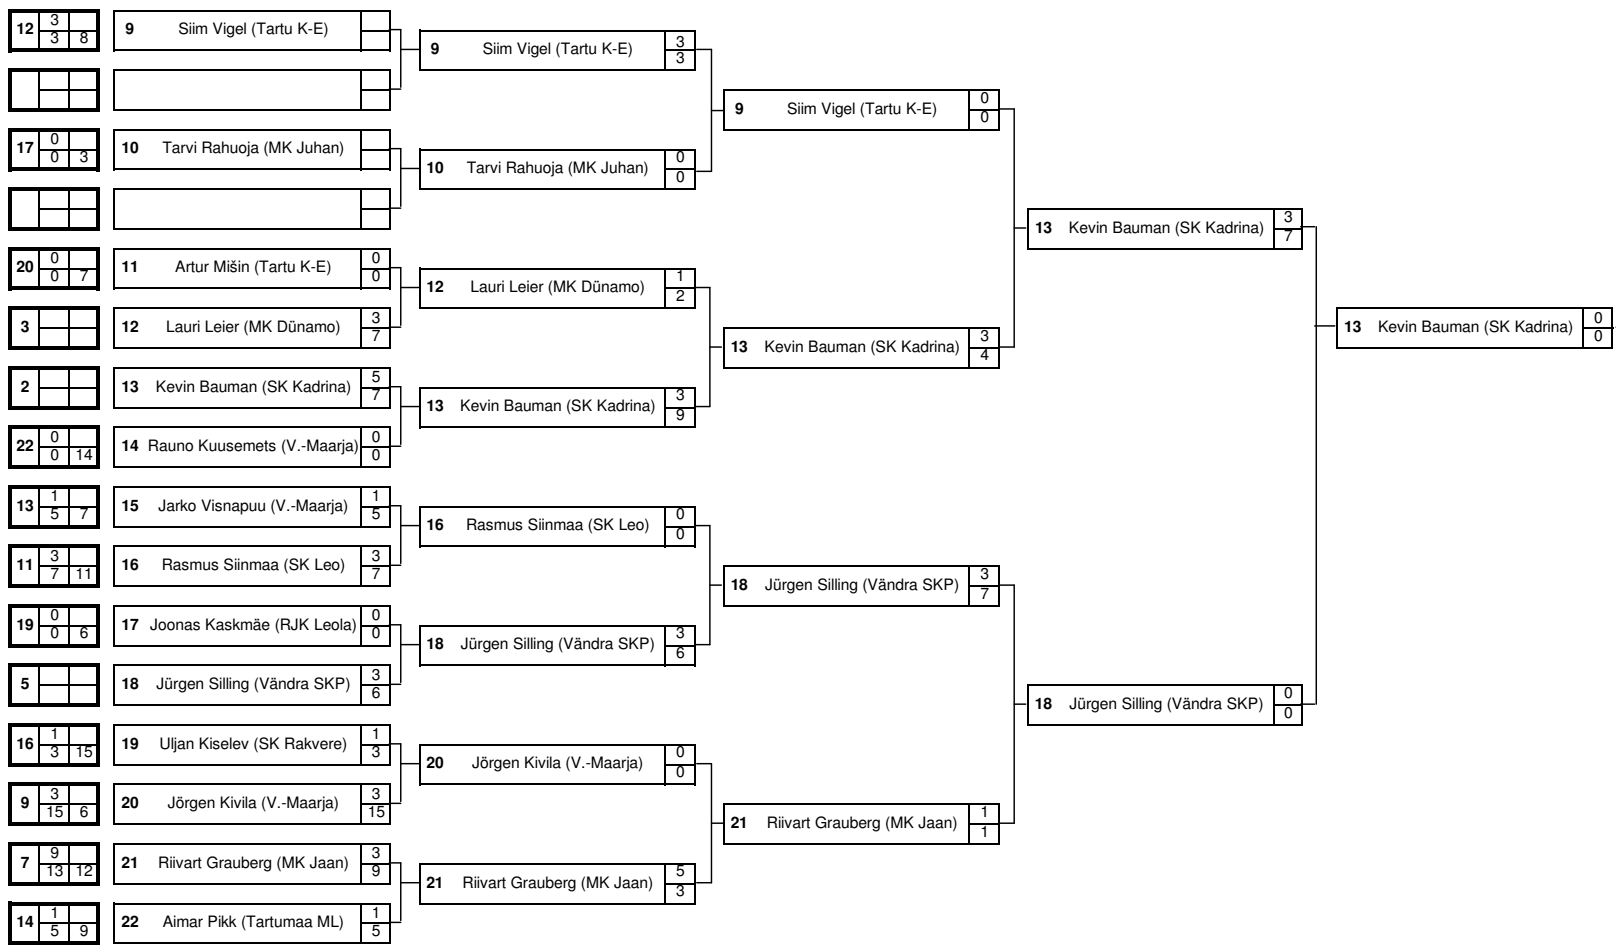 12 3 3 8 9 Siim Vigel (Tartu K-E)
9 Siim Vigel (Tartu K-E) 3 3
9 Siim Vigel (Tartu K-E) 0 0
17 0 0 3 10 Tarvi Rahuoja (MK Juhan)
10 Tarvi Rahuoja (MK Juhan) 0 0
13 Kevin Bauman (SK Kadrina) 3 7
20 0 0 7 11 Artur Mišin (Tartu K-E) 0 0
12 Lauri Leier (MK Dünamo) 1 2
3 12 Lauri Leier (MK Dünamo) 3 7
13 Kevin Bauman (SK Kadrina) 0 0
13 Kevin Bauman (SK Kadrina) 3 4
2 13 Kevin Bauman (SK Kadrina) 5 7
13 Kevin Bauman (SK Kadrina) 3 9
22 0 0 14 14 Rauno Kuusemets (V.-Maarja) 0 0
13 1 5 7 15 Jarko Visnapuu (V.-Maarja) 1 5
16 Rasmus Siinmaa (SK Leo) 0 0
11 3 7 11 16 Rasmus Siinmaa (SK Leo) 3 7
18 Jürgen Silling (Vändra SKP) 3 7
19 0 0 6 17 Joonas Kaskmäe (RJK Leola) 0 0
18 Jürgen Silling (Vändra SKP) 3 6
5 18 Jürgen Silling (Vändra SKP) 3 6
18 Jürgen Silling (Vändra SKP) 0 0
16 1 3 15 19 Uljan Kiselev (SK Rakvere) 1 3
20 Jörgen Kivila (V.-Maarja) 0 0
9 3 15 6 20 Jörgen Kivila (V.-Maarja) 3 15
21 Riivart Grauberg (MK Jaan) 1 1
7 9 13 12 21 Riivart Grauberg (MK Jaan) 3 9
21 Riivart Grauberg (MK Jaan) 5 3
14 1 5 9 22 Aimar Pikk (Tartumaa ML) 1 5